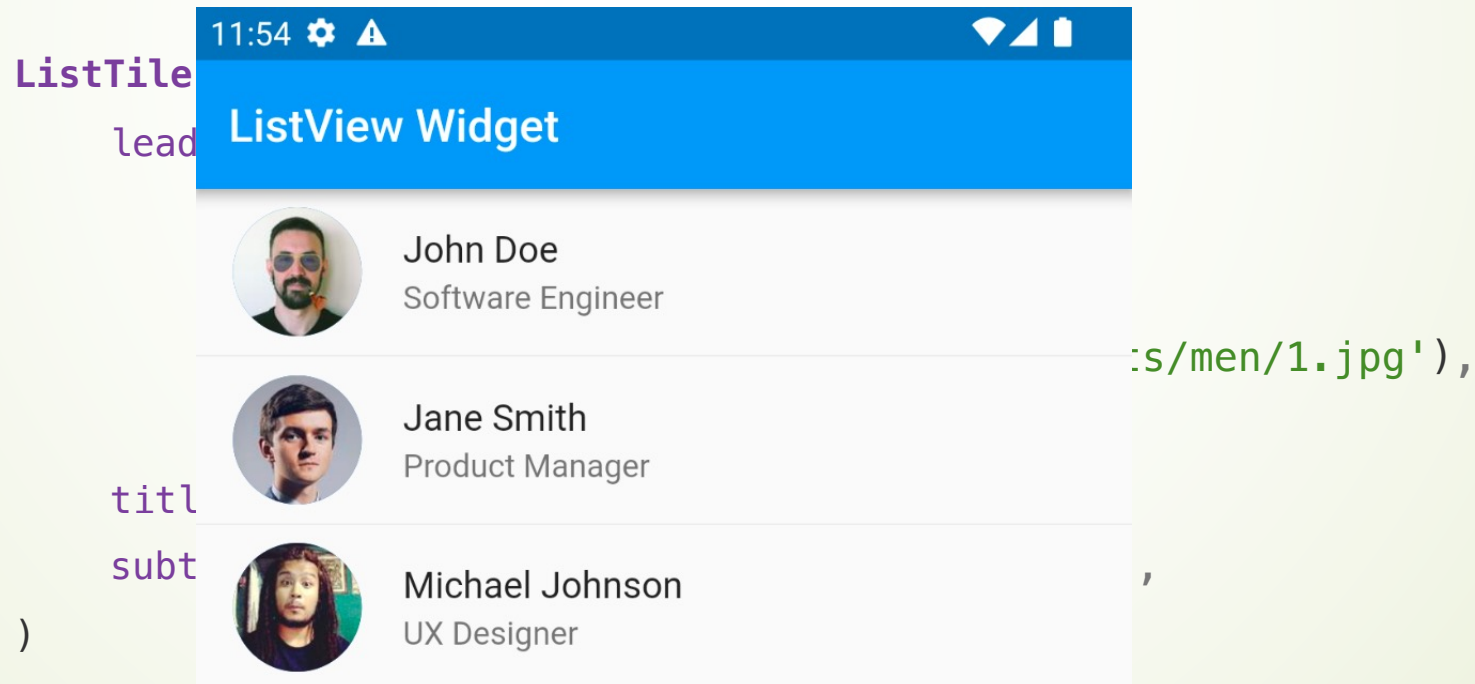 11:54
ListTile
ListView Widget
lead
John Doe
Software Engineer
s/men/1.jpg'),
Jane Smith
Product Manager
titl
subt
,
Michael Johnson
UX Designer
)